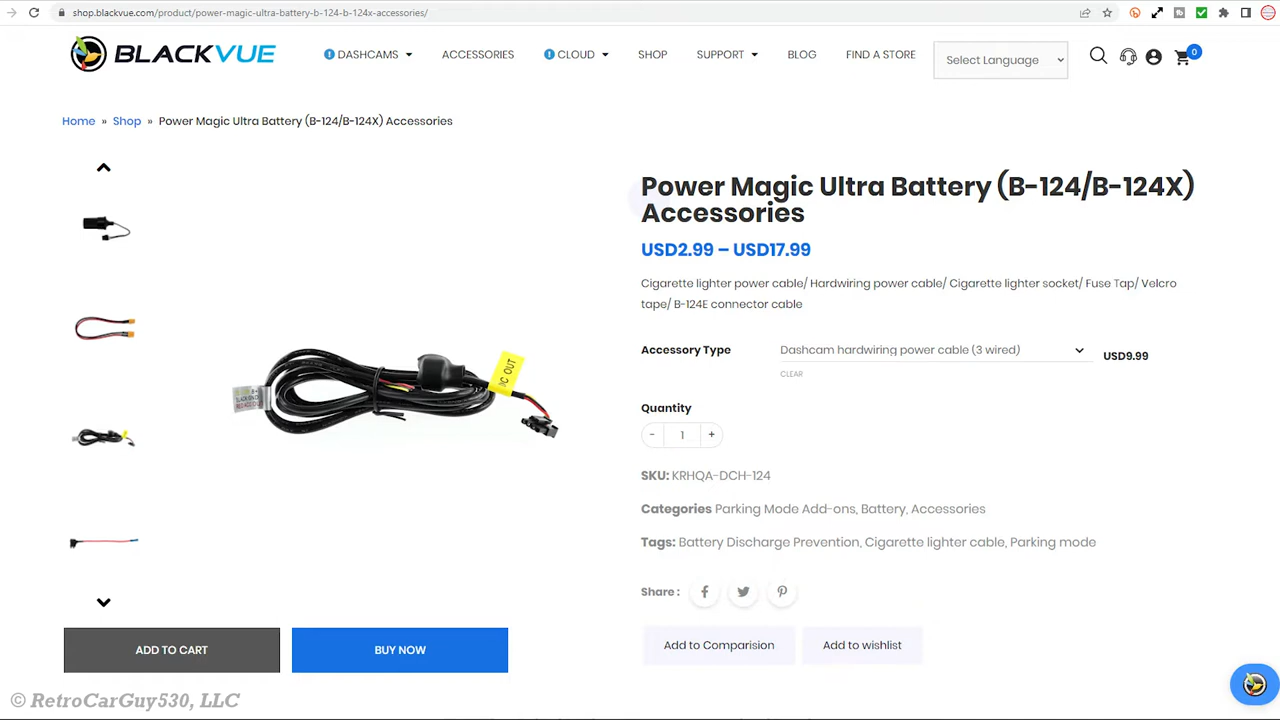 shop.blackvue.com/product/power-magic-ultra-battery-b-124-b-124x-accessories/
BLACKVUE
DASHCAMS
ACCESSORIES
CLOUD
SHOP
SUPPORT
BLOG
FIND A STORE
Select Language
0
Home » Shop » Power Magic Ultra Battery (B-124/B-124X) Accessories
Power Magic Ultra Battery (B-124/B-124X)
Accessories
USD2.99 – USD17.99
Cigarette lighter power cable/ Hardwiring power cable/ Cigarette lighter socket/ Fuse Tap/ Velcro
tape/ B-124E connector cable
Accessory Type
Dashcam hardwiring power cable (3 wired)
USD9.99
CLEAR
Quantity
- 1 +
SKU: KRHQA-DCH-124
Categories Parking Mode Add-ons, Battery, Accessories
Tags: Battery Discharge Prevention, Cigarette lighter cable, Parking mode
Share :
Add to Comparision
Add to wishlist
ADD TO CART
BUY NOW
© RetroCarGuy530, LLC